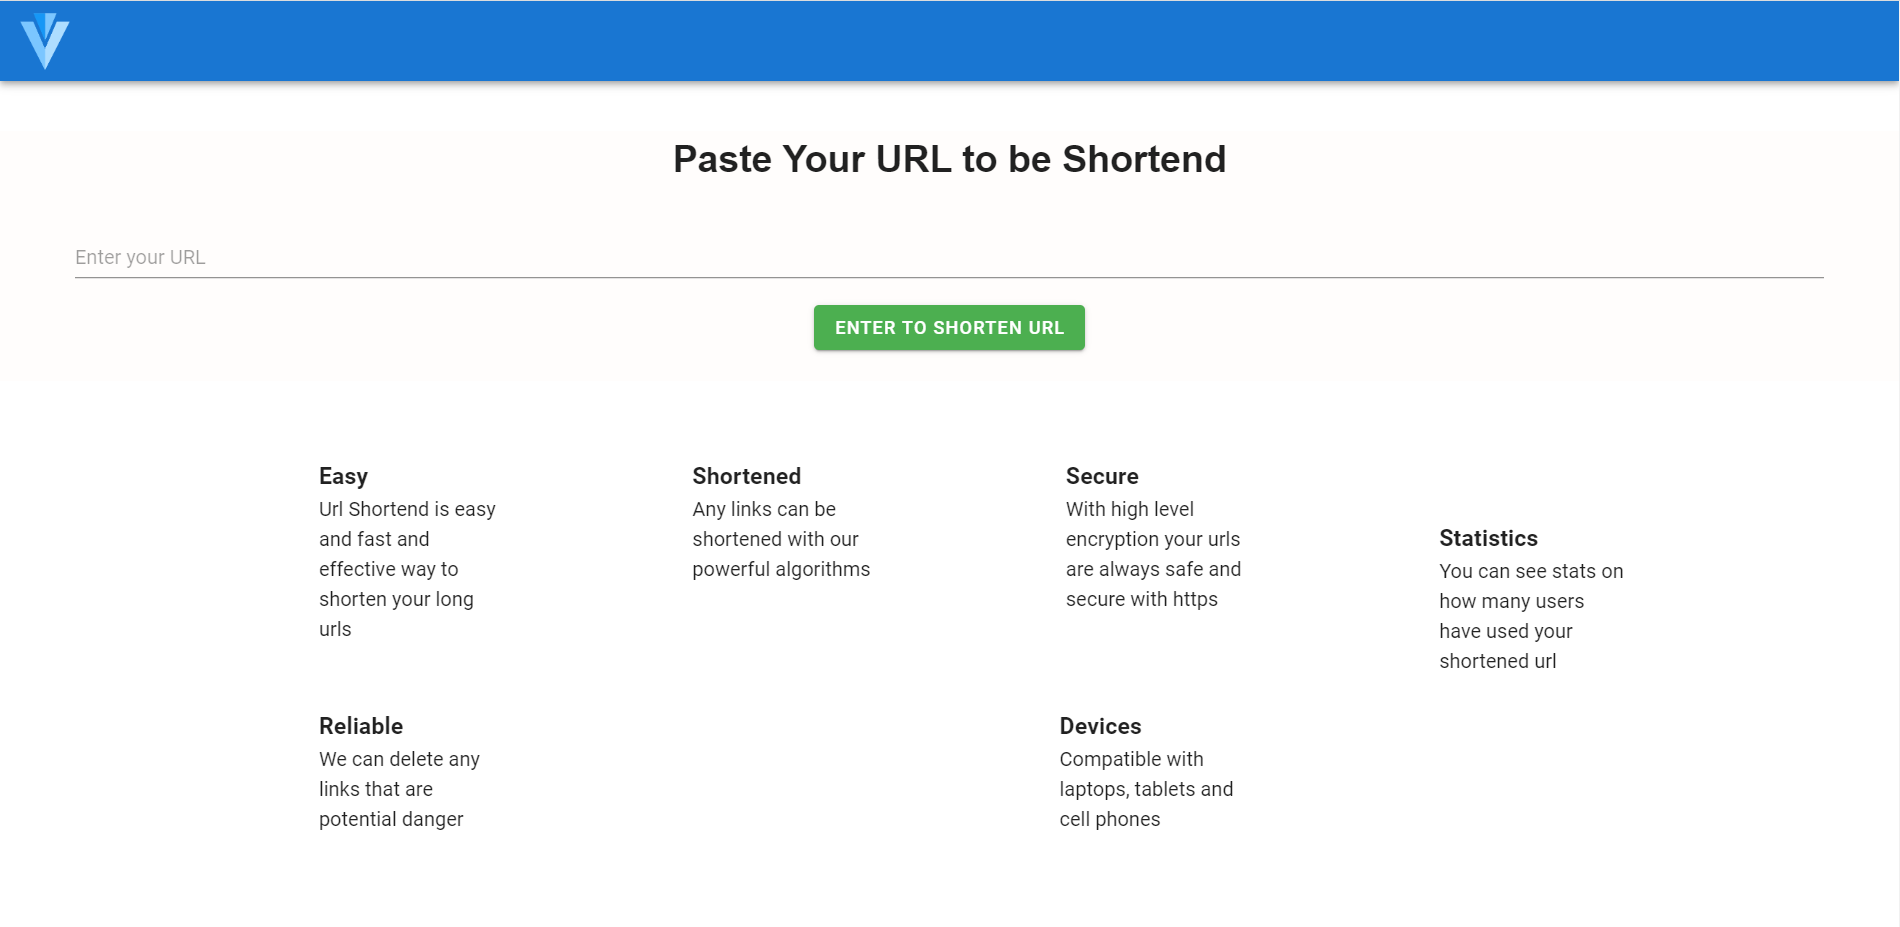 Paste Your URL to be Shortend
Enter your URL
ENTER TO SHORTEN URL
Easy
Url Shortend is easy
and fast and
effective way to
shorten your long
urls
Shortened
Any links can be
shortened with our
powerful algorithms
Secure
With high level
encryption your urls
are always safe and
secure with https
Statistics
You can see stats on
how many users
have used your
shortened url
Reliable
We can delete any
links that are
potential danger
Devices
Compatible with
laptops, tablets and
cell phones